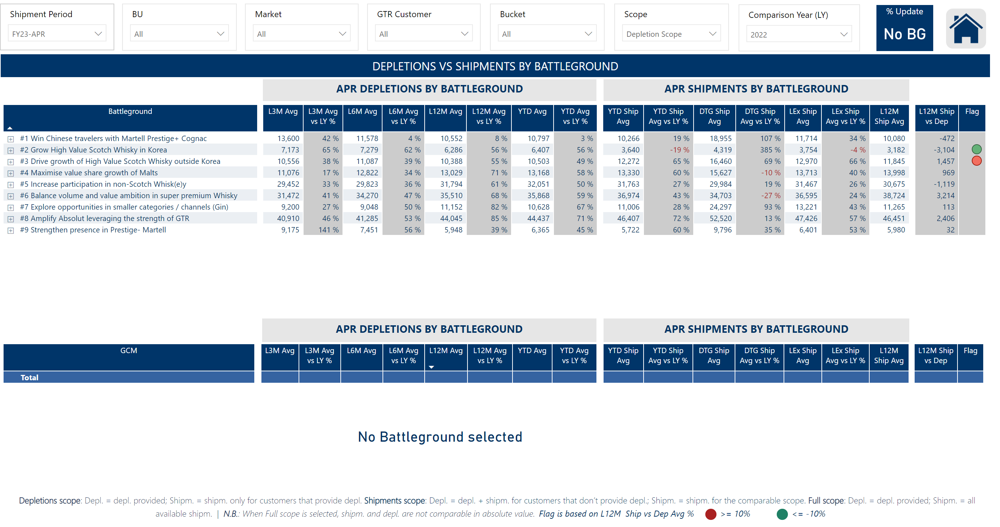 Shipment Period
BU
Market
GTR Customer
Bucket
Scope
Comparison Year (LY)
% Update
FY23-APR
All
All
All
All
Depletion Scope
2022
No BG
DEPLETIONS VS SHIPMENTS BY BATTLEGROUND
APR DEPLETIONS BY BATTLEGROUND
APR SHIPMENTS BY BATTLEGROUND
Battleground L3M Avg L3M Avg vs LY % L6M Avg L6M Avg vs LY % L12M Avg L12M Avg vs LY % YTD Avg YTD Avg vs LY % YTD Ship Avg YTD Ship Avg vs LY % DTG Ship Avg DTG Ship Avg vs LY % LEx Ship Avg LEx Ship Avg vs LY % L12M Ship Avg L12M Ship vs Dep Flag
#1 Win Chinese travelers with Martell Prestige+ Cognac 13,600 42 % 11,578 4 % 10,552 8 % 10,797 3 % 10,266 19 % 18,955 107 % 11,714 34 % 10,080 -472
#2 Grow High Value Scotch Whisky in Korea 7,173 65 % 7,279 62 % 6,286 56 % 6,407 56 % 3,640 -19 % 4,319 385 % 3,754 -4 % 3,182 -3,104
#3 Drive growth of High Value Scotch Whisky outside Korea 10,556 38 % 11,087 39 % 10,388 55 % 10,503 49 % 12,272 65 % 16,460 69 % 12,970 66 % 11,845 1,457
#4 Maximise value share growth of Malts 11,076 17 % 12,822 34 % 13,029 71 % 13,168 58 % 13,330 60 % 15,627 -10 % 13,713 40 % 13,998 969
#5 Increase participation in non-Scotch Whisk(e)y 29,452 33 % 29,823 36 % 31,794 61 % 32,051 50 % 31,763 27 % 29,984 19 % 31,467 26 % 30,675 -1,119
#6 Balance volume and value ambition in super premium Whisky 31,472 41 % 34,270 47 % 35,510 68 % 35,868 59 % 36,974 43 % 34,703 -27 % 36,595 24 % 38,724 3,214
#7 Explore opportunities in smaller categories / channels (Gin) 9,200 27 % 9,048 50 % 11,152 82 % 10,628 67 % 11,006 28 % 24,297 93 % 13,221 43 % 11,265 113
#8 Amplify Absolut leveraging the strength of GTR 40,910 46 % 41,285 53 % 44,045 85 % 44,437 71 % 46,407 72 % 52,520 13 % 47,426 57 % 46,451 2,406
#9 Strengthen presence in Prestige- Martell 9,175 141 % 7,451 56 % 5,948 39 % 6,365 45 % 5,722 60 % 9,796 35 % 6,401 53 % 5,980 32
APR DEPLETIONS BY BATTLEGROUND
APR SHIPMENTS BY BATTLEGROUND
GCM L3M Avg L3M Avg vs LY % L6M Avg L6M Avg vs LY % L12M Avg L12M Avg vs LY % YTD Avg YTD Avg vs LY % YTD Ship Avg YTD Ship Avg vs LY % DTG Ship Avg DTG Ship Avg vs LY % LEx Ship Avg LEx Ship Avg vs LY % L12M Ship Avg L12M Ship vs Dep Flag
Total
No Battleground selected
Depletions scope: Depl. = depl. provided; Shipm. = shipm. only for customers that provide depl. Shipments scope: Depl. = depl. + shipm. for customers that don't provide depl.; Shipm. = shipm. for the comparable scope. Full scope: Depl. = depl. provided; Shipm. = all
available shipm. | N.B.: When Full scope is selected, shipm. and depl. are not comparable in absolute value. Flag is based on L12M Ship vs Dep Avg % >= 10% <= -10%